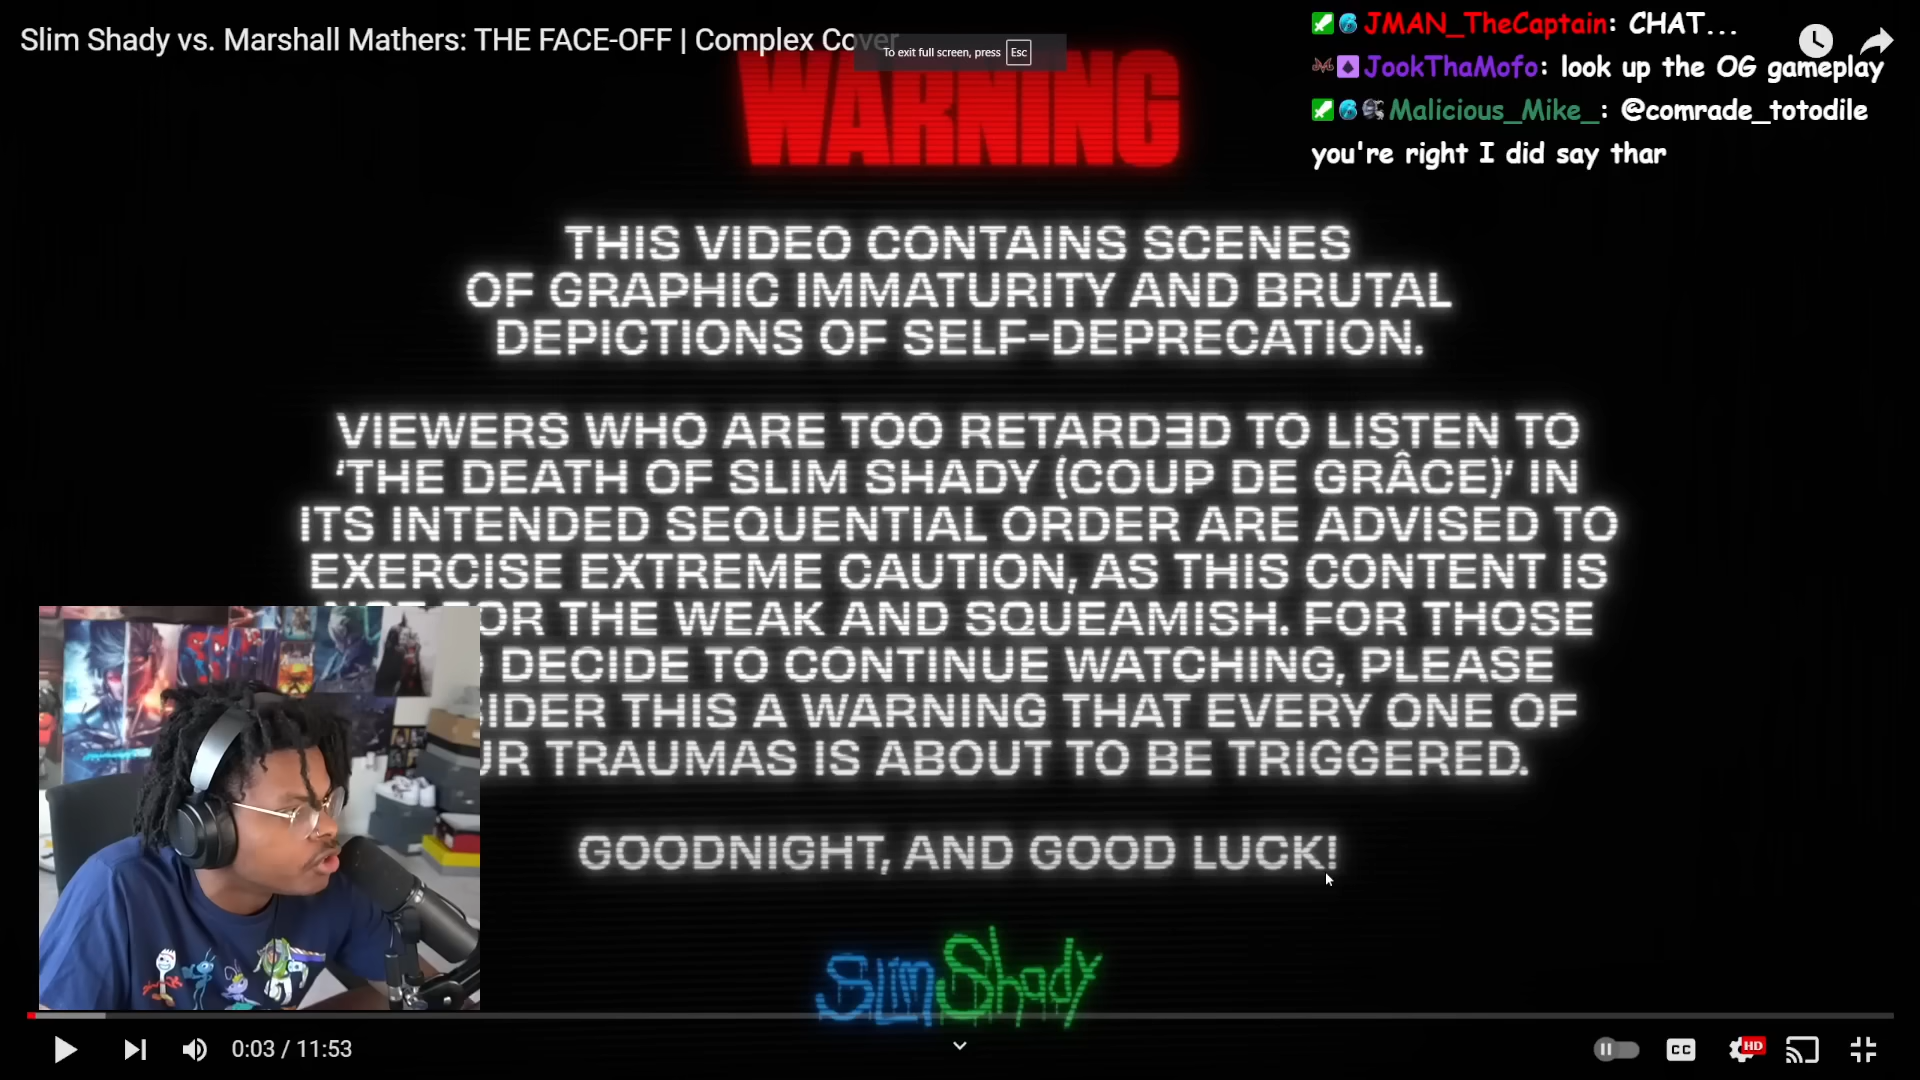 Slim Shady vs. Marshall Mathers: THE FACE-OFF | Complex Cover
To exit full screen, press Esc
JMAN_TheCaptain: CHAT...
JookThaMofo: look up the OG gameplay
Malicious_Mike_: @comrade_totodile
you're right I did say thar
WARNING
THIS VIDEO CONTAINS SCENES
OF GRAPHIC IMMATURITY AND BRUTAL
DEPICTIONS OF SELF-DEPRECATION.
VIEWERS WHO ARE TOO RETARDƎD TO LISTEN TO
'THE DEATH OF SLIM SHADY (COUP DE GRÂCE)' IN
ITS INTENDED SEQUENTIAL ORDER ARE ADVISED TO
EXERCISE EXTREME CAUTION, AS THIS CONTENT IS
OR THE WEAK AND SQUEAMISH. FOR THOSE
DECIDE TO CONTINUE WATCHING, PLEASE
IDER THIS A WARNING THAT EVERY ONE OF
UR TRAUMAS IS ABOUT TO BE TRIGGERED.
GOODNIGHT, AND GOOD LUCK!
Slim Shady
0:03 / 11:53
CC
HD